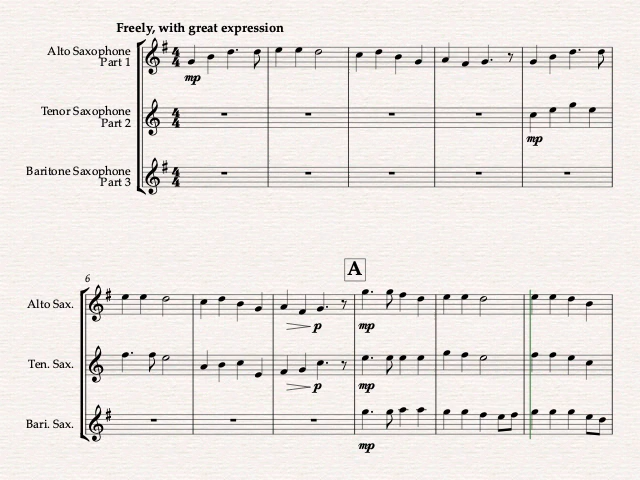 Freely, with great expression
Alto Saxophone
Part 1
mp
Tenor Saxophone
Part 2
mp
Baritone Saxophone
Part 3
A
6
Alto Sax.
p
mp
Ten. Sax.
p
mp
Bari. Sax.
mp